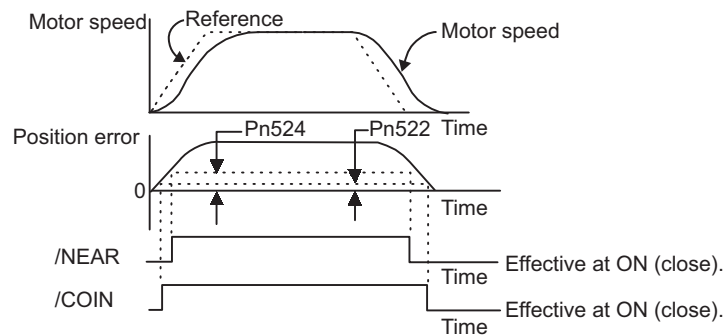 Motor speed
Reference
Motor speed
Time
Position error
Pn524
Pn522
0
Time
/NEAR
Effective at ON (close).
Time
/COIN
Effective at ON (close).
Time